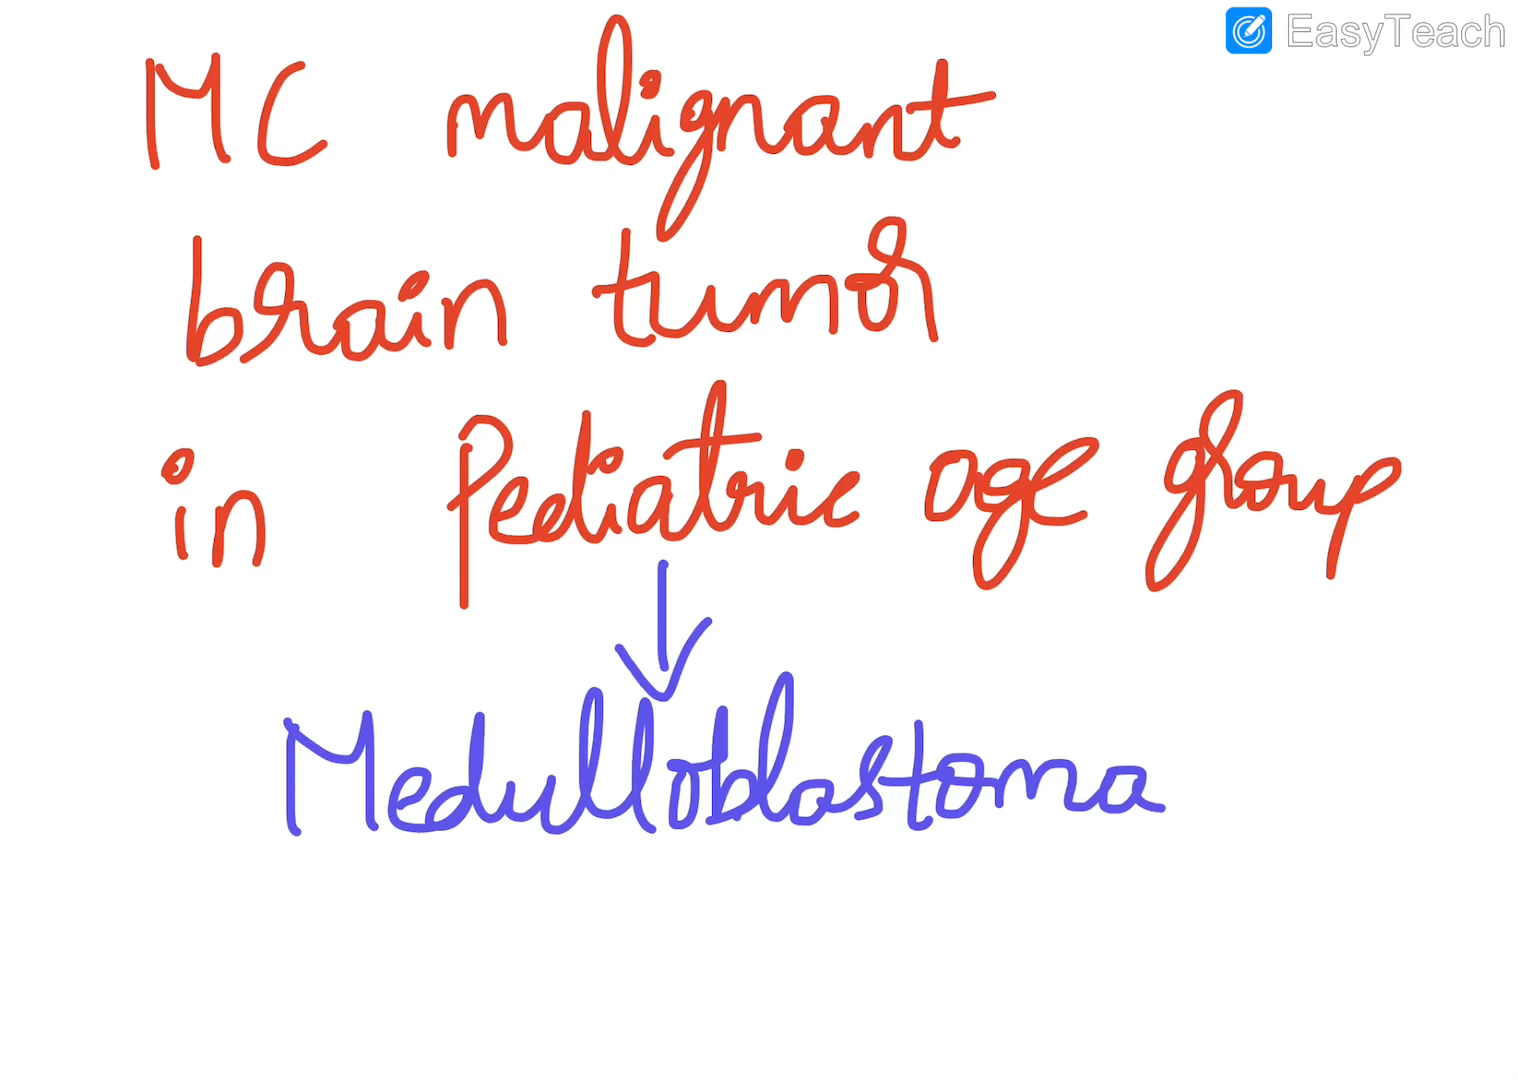 EasyTeach
MC malignant
brain tumor
in Pediatric age group
Medulloblastoma